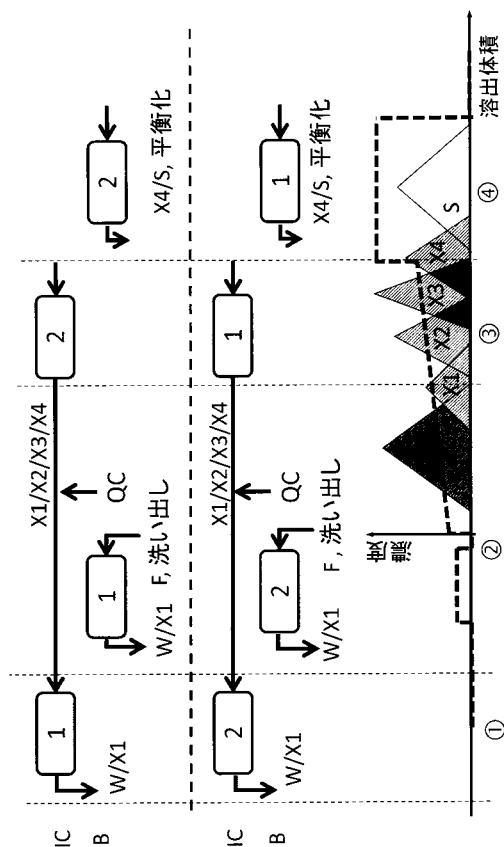 IC
1
X1/X2/X3/X4
2
B
W/X1
1
QC
2
W/X1
F, 洗い出し
X4/S, 平衡化
IC
2
X1/X2/X3/X4
1
B
W/X1
2
QC
1
W/X1
F, 洗い出し
X4/S, 平衡化
濃度
X1
X2
X3
X4
S
①
②
③
④
溶出体積